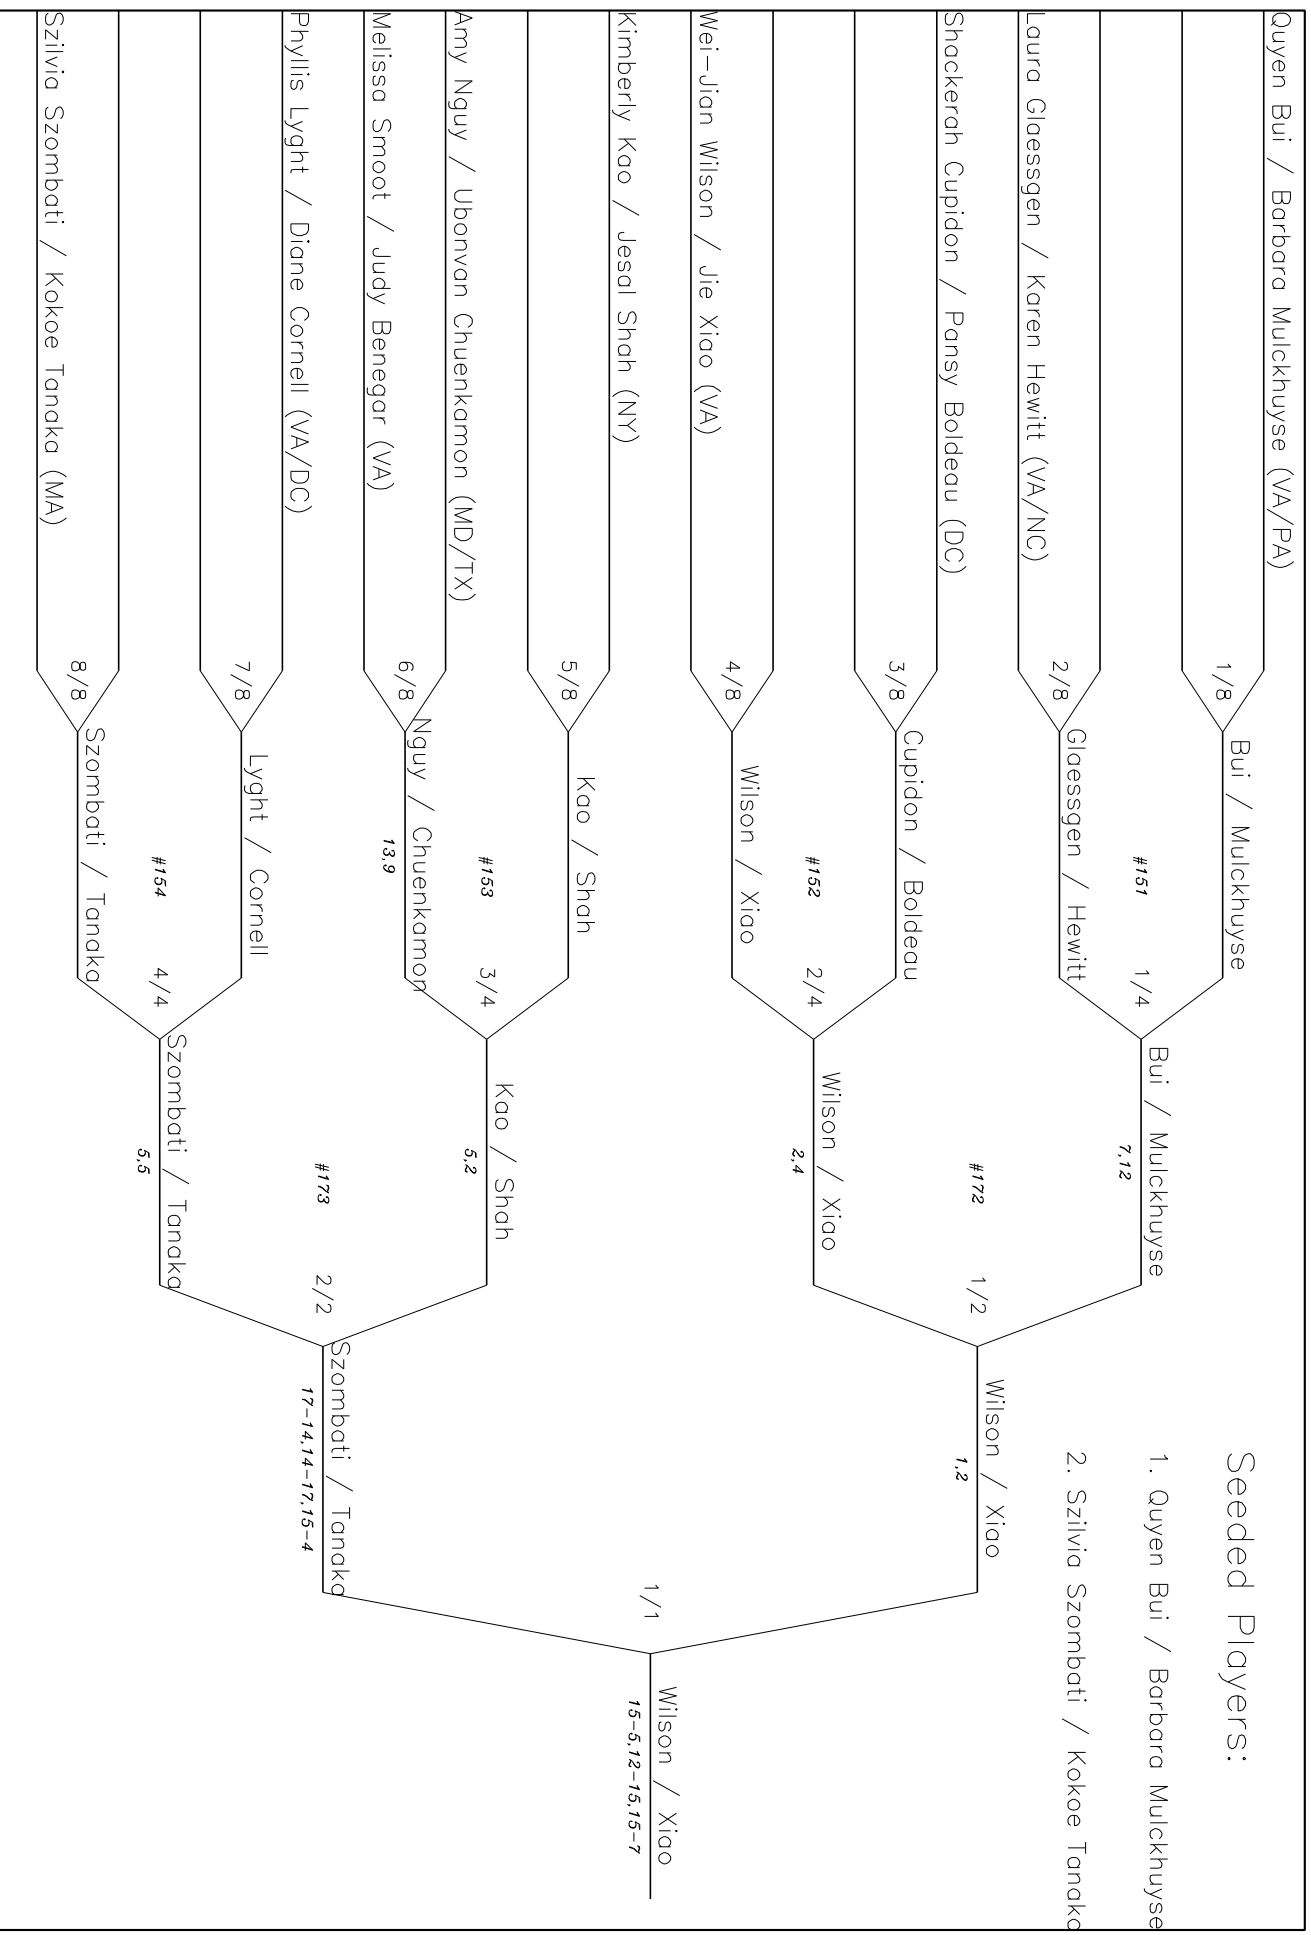 Quyen Bui / Barbara Mulckhuyse (VA/PA)
Laura Glaessgen / Karen Hewitt (VA/NC)
Shackerah Cupidon / Pansy Boldeau (DC)
Wei-Jian Wilson / Jie Xiao (VA)
Kimberly Kao / Jesal Shah (NY)
Amy Nguy / Ubonvan Chuenkamon (MD/TX)
Melissa Smoot / Judy Benegar (VA)
Phyllis Lyght / Diane Cornell (VA/DC)
Szilvia Szombati / Kokoe Tanaka (MA)
1/8
2/8
3/8
4/8
5/8
6/8
7/8
8/8
Bui / Mulckhuyse
#151
1/4
Glaessgen / Hewitt
Cupidon / Boldeau
#152
2/4
Wilson / Xiao
Kao / Shah
#153
3/4
Nguy / Chuenkamon
13,9
Lyght / Cornell
#154
4/4
Szombati / Tanaka
Bui / Mulckhuyse
7,12
#172
1/2
Wilson / Xiao
2,4
Kao / Shah
5,2
#173
2/2
Szombati / Tanaka
5,5
Wilson / Xiao
1,2
1/1
Szombati / Tanaka
17-14,14-17,15-4
Wilson / Xiao
15-5,12-15,15-7
Seeded Players:
1. Quyen Bui / Barbara Mulckhuyse
2. Szilvia Szombati / Kokoe Tanaka